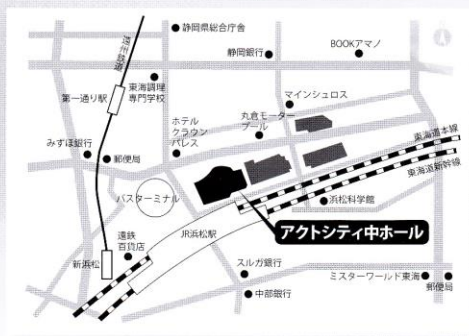 静岡県総合庁舎
静岡銀行
BOOKアマノ
遠州鉄道
東海調理
専門学校
第一通り駅
マインシュロス
ホテル
クラウン
パレス
丸倉モーター
プール
みずほ銀行
郵便局
東海道本線
東海道新幹線
バスターミナル
浜松科学館
JR浜松駅
アクトシティ中ホール
遠鉄
百貨店
新浜松
スルガ銀行
ミスターワールド東海
郵便局
中部銀行